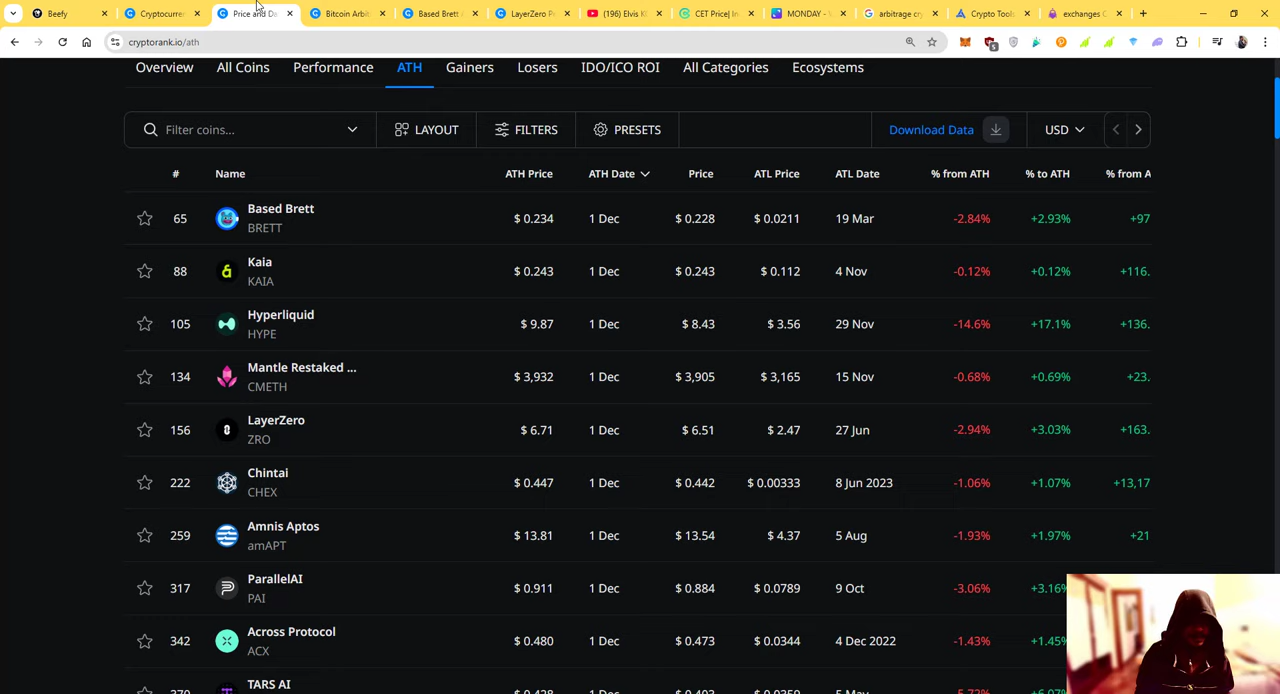 Beefy
Cryptocurrer
Price and Da
Bitcoin Arbit
Based Brett A
LayerZero P
(196) Elvis K
CET Price| In
MONDAY -
arbitrage cry
Crypto Tools
exchanges C
cryptorank.io/ath
Overview All Coins Performance ATH Gainers Losers IDO/ICO ROI All Categories Ecosystems
Filter coins... LAYOUT FILTERS PRESETS Download Data USD
# Name ATH Price ATH Date Price ATL Price ATL Date % from ATH % to ATH % from A
65 Based Brett BRETT $ 0.234 1 Dec $ 0.228 $ 0.0211 19 Mar -2.84% +2.93% +97
88 Kaia KAIA $ 0.243 1 Dec $ 0.243 $ 0.112 4 Nov -0.12% +0.12% +116.
105 Hyperliquid HYPE $ 9.87 1 Dec $ 8.43 $ 3.56 29 Nov -14.6% +17.1% +136.
134 Mantle Restaked ... CMETH $ 3,932 1 Dec $ 3,905 $ 3,165 15 Nov -0.68% +0.69% +23.
156 LayerZero ZRO $ 6.71 1 Dec $ 6.51 $ 2.47 27 Jun -2.94% +3.03% +163.
222 Chintai CHEX $ 0.447 1 Dec $ 0.442 $ 0.00333 8 Jun 2023 -1.06% +1.07% +13,17
259 Amnis Aptos amAPT $ 13.81 1 Dec $ 13.54 $ 4.37 5 Aug -1.93% +1.97% +21
317 ParallelAI PAI $ 0.911 1 Dec $ 0.884 $ 0.0789 9 Oct -3.06% +3.16%
342 Across Protocol ACX $ 0.480 1 Dec $ 0.473 $ 0.0344 4 Dec 2022 -1.43% +1.45%
TARS AI